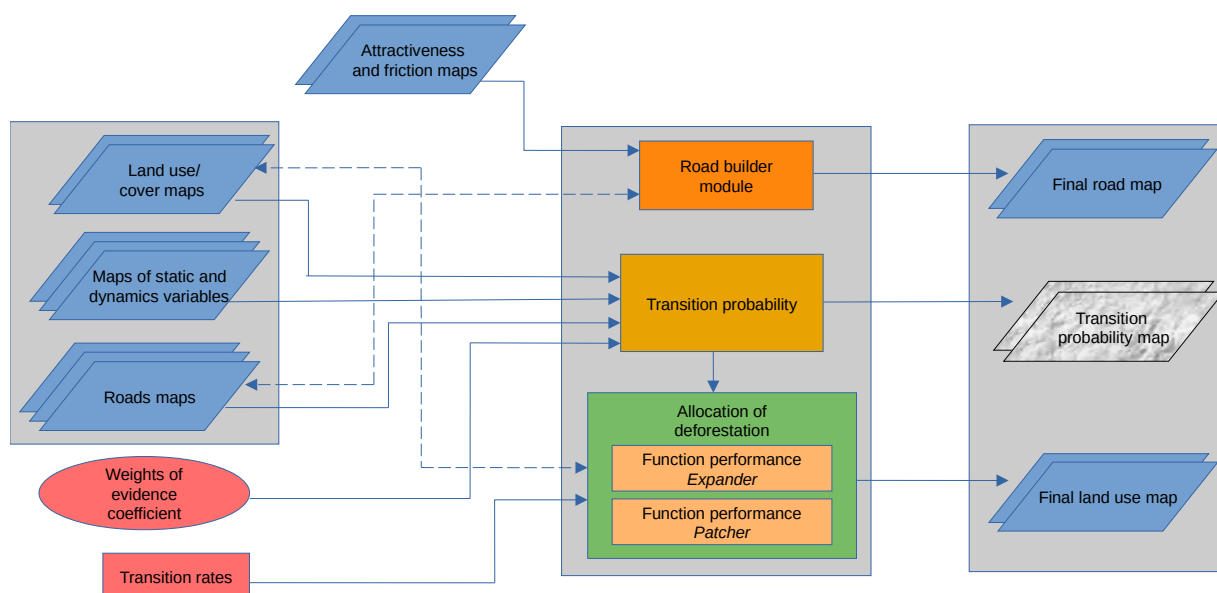 Attractiveness
and friction maps
Land use/
cover maps
Maps of static and
dynamics variables
Roads maps
Weights of
evidence
coefficient
Transition rates
Road builder
module
Transition probability
Allocation of
deforestation
Function performance
Expander
Function performance
Patcher
Final road map
Transition
probability map
Final land use map